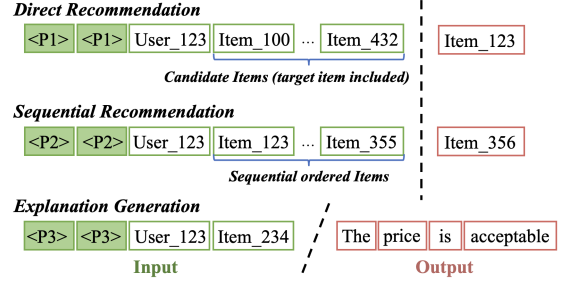 Direct Recommendation
<P1> <P1> User_123 Item_100 ... Item_432 Item_123
Candidate Items (target item included)
Sequential Recommendation
<P2> <P2> User_123 Item_123 ... Item_355 Item_356
Sequential ordered Items
Explanation Generation
<P3> <P3> User_123 Item_234 The price is acceptable
Input Output